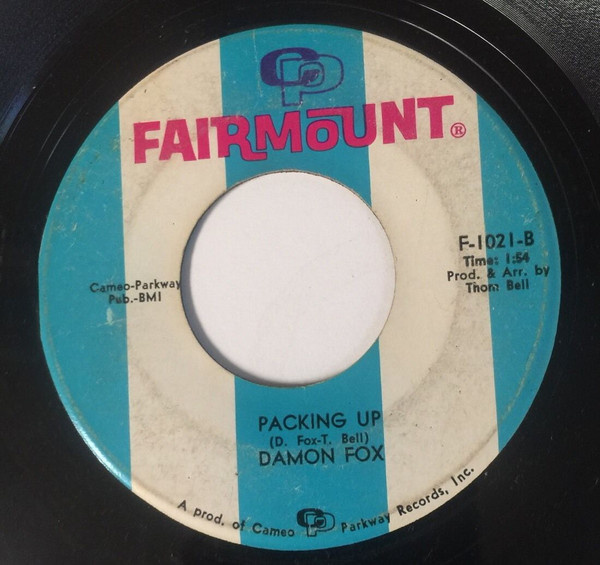 CP
FAIRMOUNT®
F-1021-B
Time: 1:54
Prod. & Arr. by
Thom Bell
Cameo-Parkway
Pub.-BMI
PACKING UP
(D. Fox-T. Bell)
DAMON FOX
A prod. of Cameo CP Parkway Records, Inc.